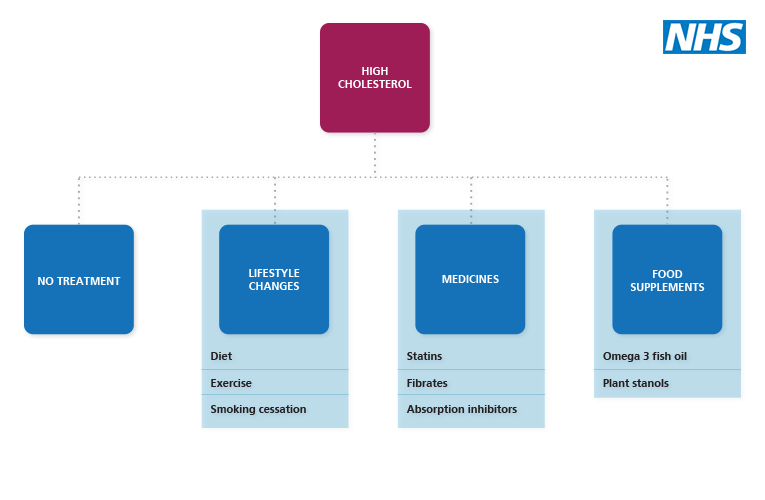 NHS
HIGH
CHOLESTEROL
NO TREATMENT
LIFESTYLE
CHANGES
Diet
Exercise
Smoking cessation
MEDICINES
Statins
Fibrates
Absorption inhibitors
FOOD
SUPPLEMENTS
Omega 3 fish oil
Plant stanols